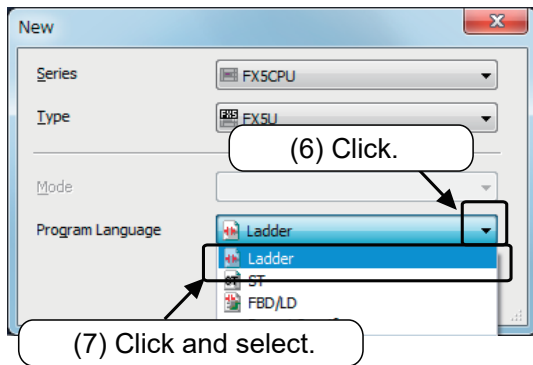 New
Series
FX5CPU
Type
FX5U
(6) Click.
Mode
Program Language
Ladder
Ladder
ST
FBD/LD
(7) Click and select.